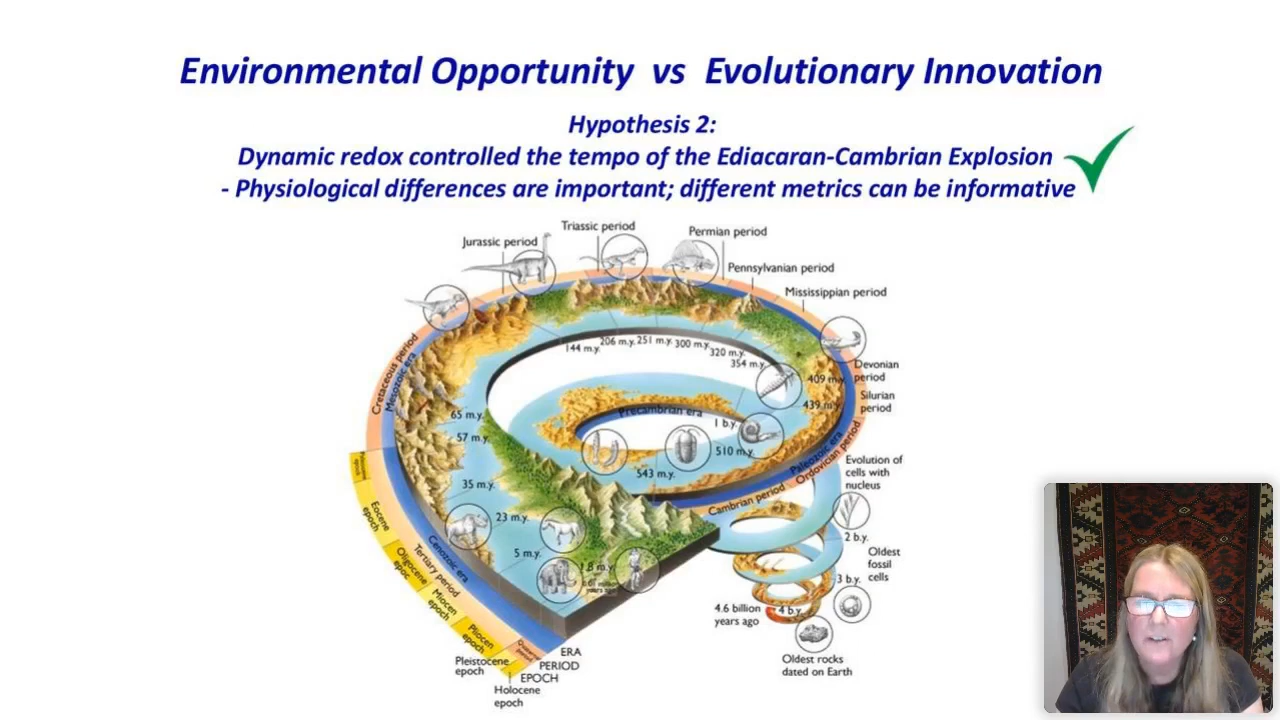 Environmental Opportunity vs Evolutionary Innovation
Hypothesis 2:
Dynamic redox controlled the tempo of the Ediacaran-Cambrian Explosion
- Physiological differences are important; different metrics can be informative
Triassic period
Permian period
Jurassic period
Pennsylvanian period
Mississippian period
144 m.y.
206 m.y.
251 m.y.
300 m.y.
320 m.y.
354 m.y.
Devonian
period
409 m.y.
Silurian
period
439 m.y.
Cretaceous period
Mesozoic era
65 m.y.
57 m.y.
Precambrian era
1 b.y.
510 m.y.
543 m.y.
Paleozoic era
Ordovician period
Cambrian period
Evolution of
cells with
nucleus
35 m.y.
23 m.y.
5 m.y.
1.8 m.y.
years ago
2 b.y.
Oldest
fossil
cells
3 b.y.
4.6 billion
years ago
4 b.y.
Oldest rocks
dated on Earth
Eocene
epoch
Cenozoic era
Tertiary period
Oligocene
epoc
Miocen
epoch
Pliocen
epoch
Pleistocene
epoch
Holocene
epoch
ERA
PERIOD
EPOCH